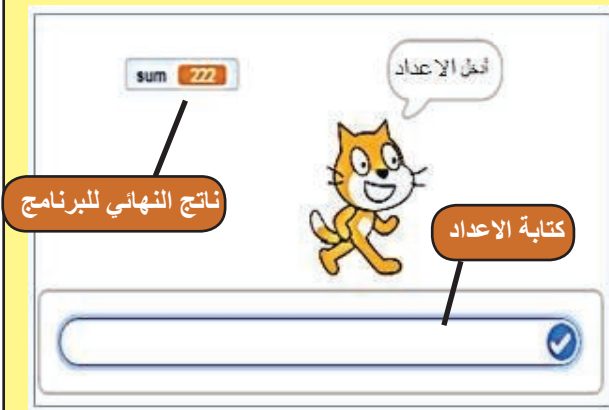 sum 222
أدخل الاعداد
ناتج النهائي للبرنامج
كتابة الاعداد